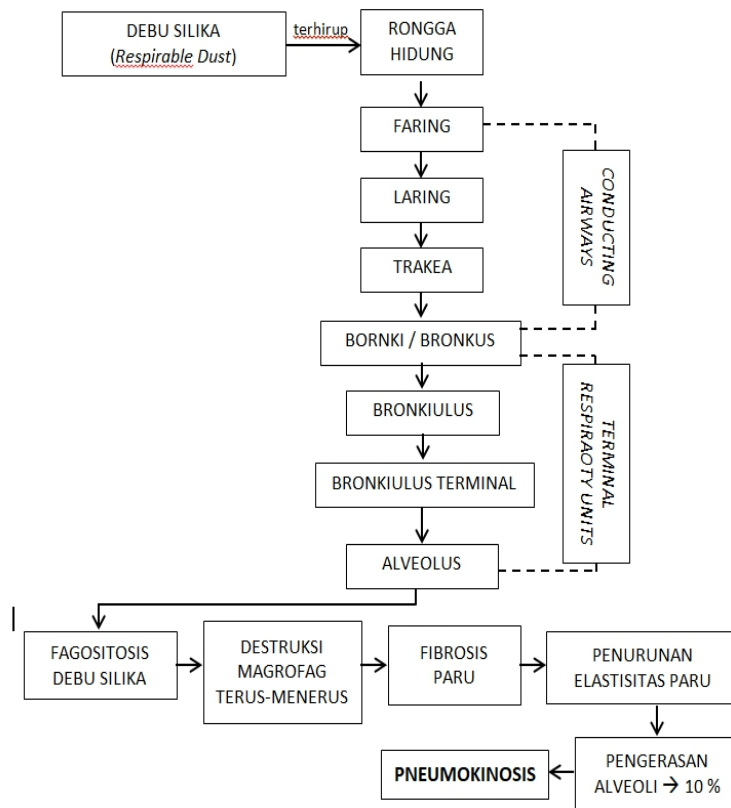 DEBU SILIKA
(Respirable Dust)
terhirup
RONGGA
HIDUNG
FARING
LARING
TRAKEA
CONDUCTING
AIRWAYS
BORNKI / BRONKUS
BRONKIULUS
BRONKIULUS TERMINAL
ALVEOLUS
TERMINAL
RESPIRAOTY UNITS
FAGOSITOSIS
DEBU SILIKA
DESTRUKSI
MAGROFAG
TERUS-MENERUS
FIBROSIS
PARU
PENURUNAN
ELASTISITAS PARU
PENGERASAN
ALVEOLI → 10 %
PNEUMOKINOSIS